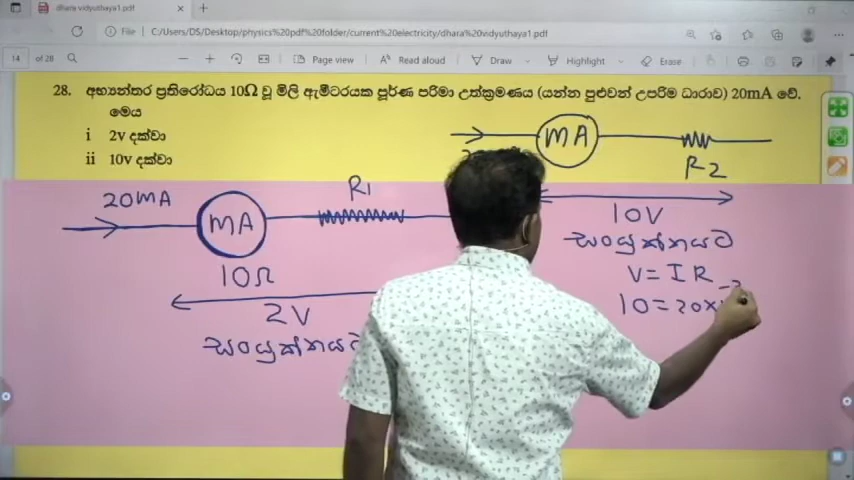 dhara vidyuthaya1.pdf
File C:/Users/DS/Desktop/physics%20pdf%20folder/current%20electricity/dhara%20vidyuthaya1.pdf
14 of 28 Page view Read aloud Draw Highlight Erase
28. අභ්‍යන්තර ප්‍රතිරෝධය 10Ω වූ මිලි ඇමීටරයක පූර්ණ පරිමා උත්ක්‍රමණය (යන්න පුළුවන් උපරිම ධාරාව) 20mA වේ.
මෙය
i 2v දක්වා
ii 10v දක්වා
MA
R2
20MA
R1
MA
10V
සංයුක්තයට
10Ω
V = IR
2V
10 = 20×
සංයුක්තයට